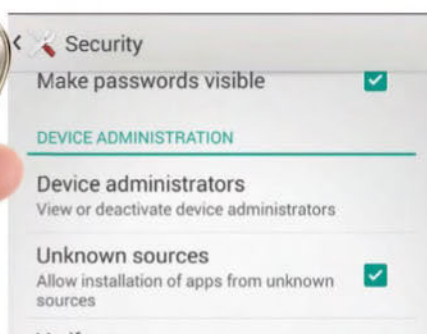 Security
Make passwords visible
DEVICE ADMINISTRATION
Device administrators
View or deactivate device administrators
Unknown sources
Allow installation of apps from unknown
sources